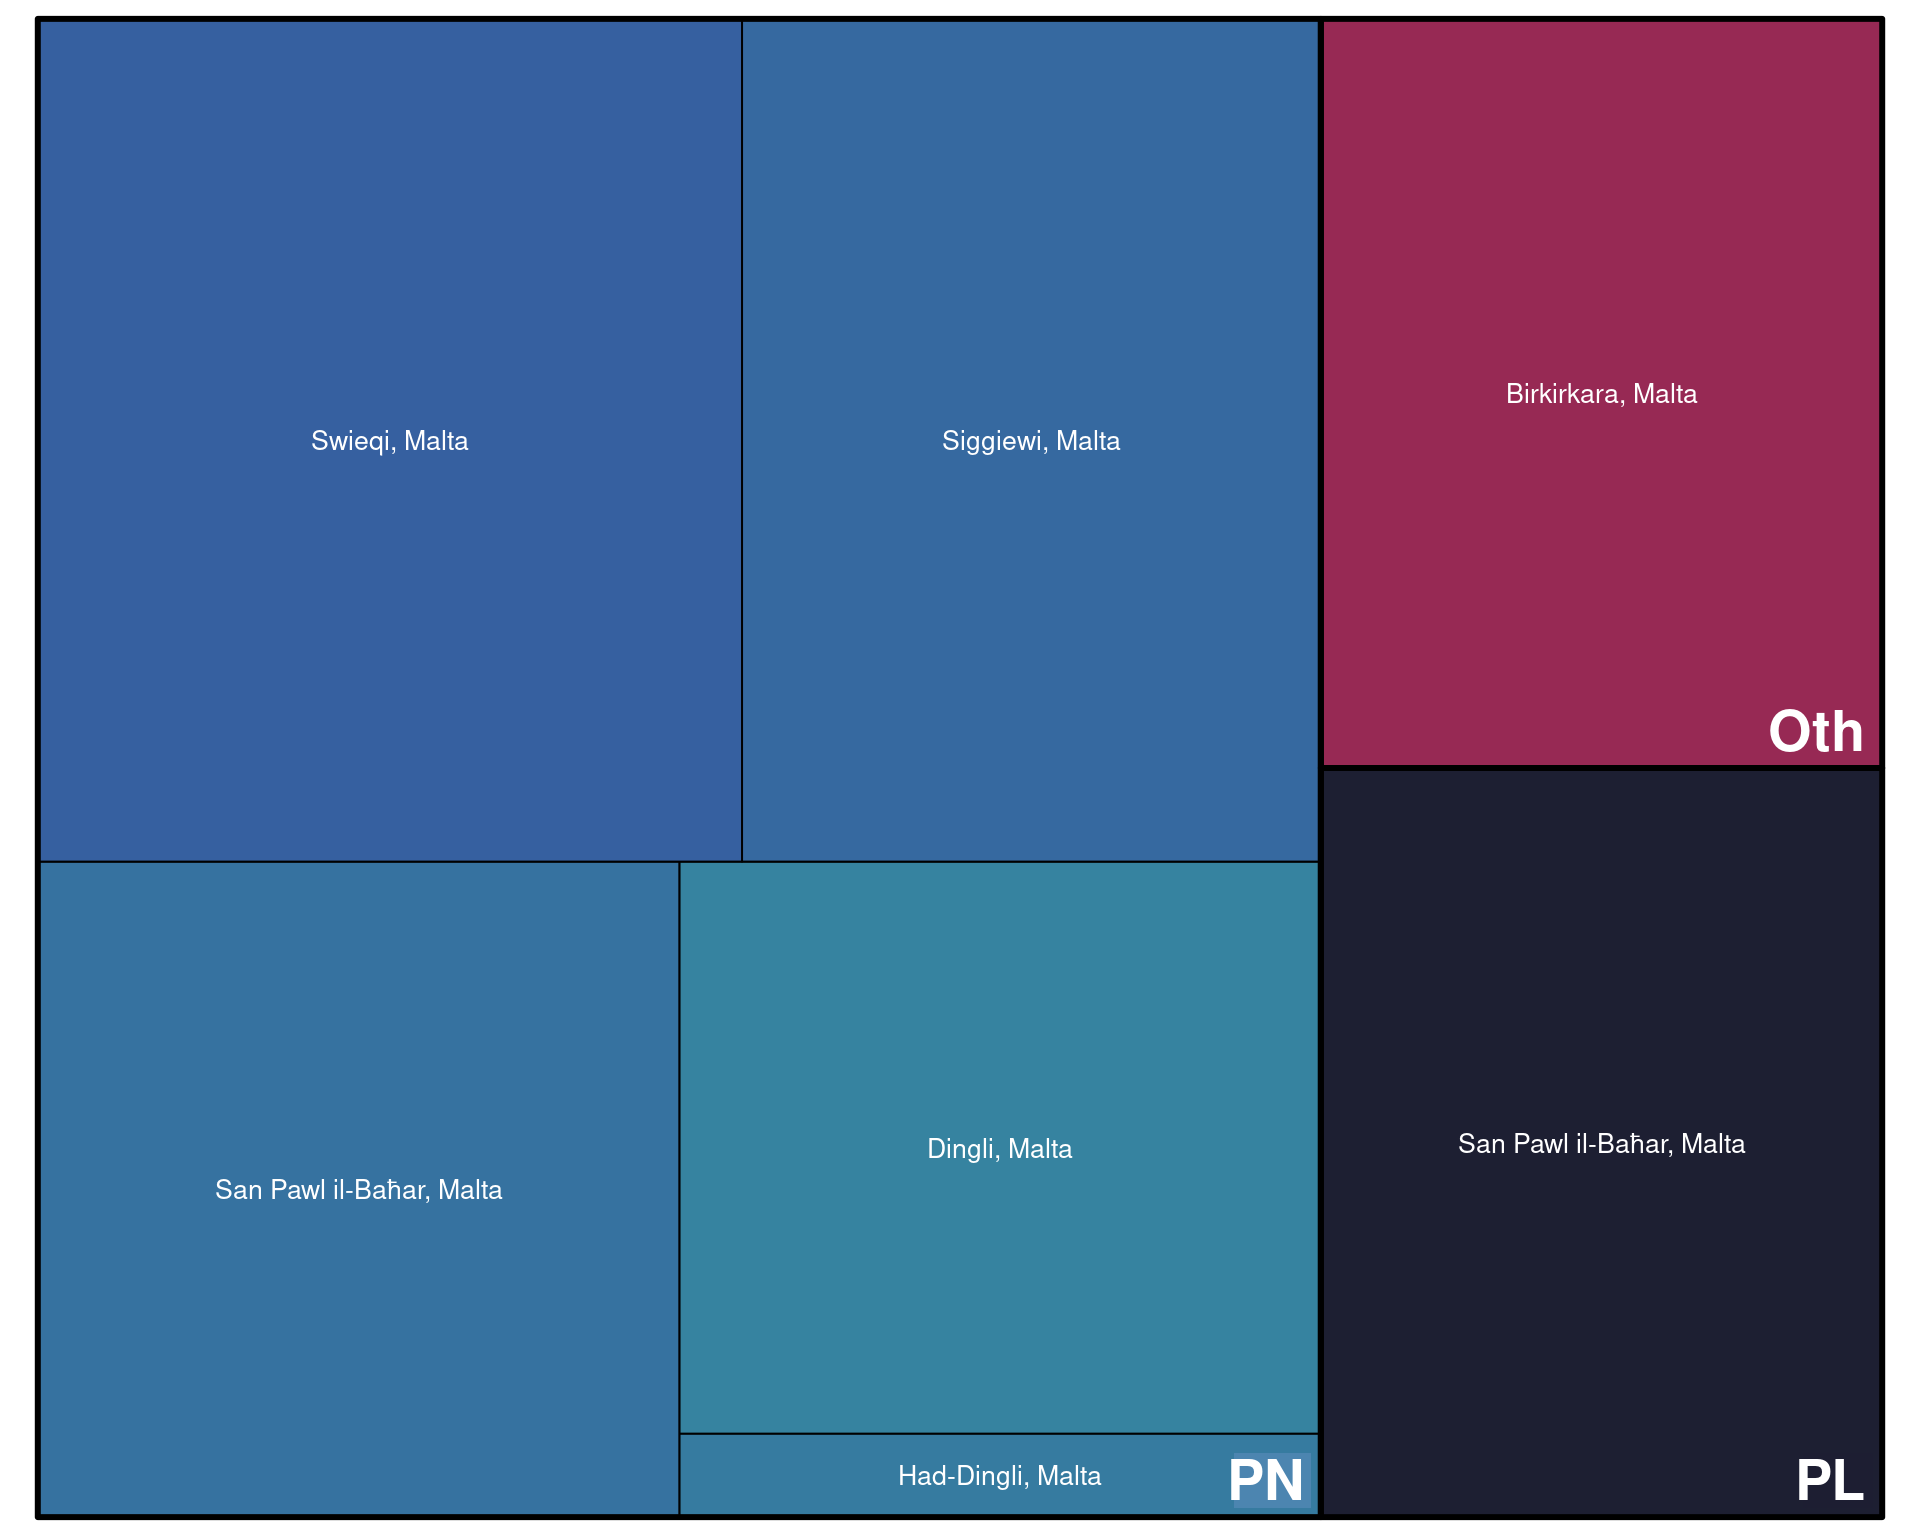 Swieqi, Malta
Siggiewi, Malta
Birkirkara, Malta
Oth
San Pawl il-Baħar, Malta
Dingli, Malta
San Pawl il-Baħar, Malta
Had-Dingli, Malta
PN
PL